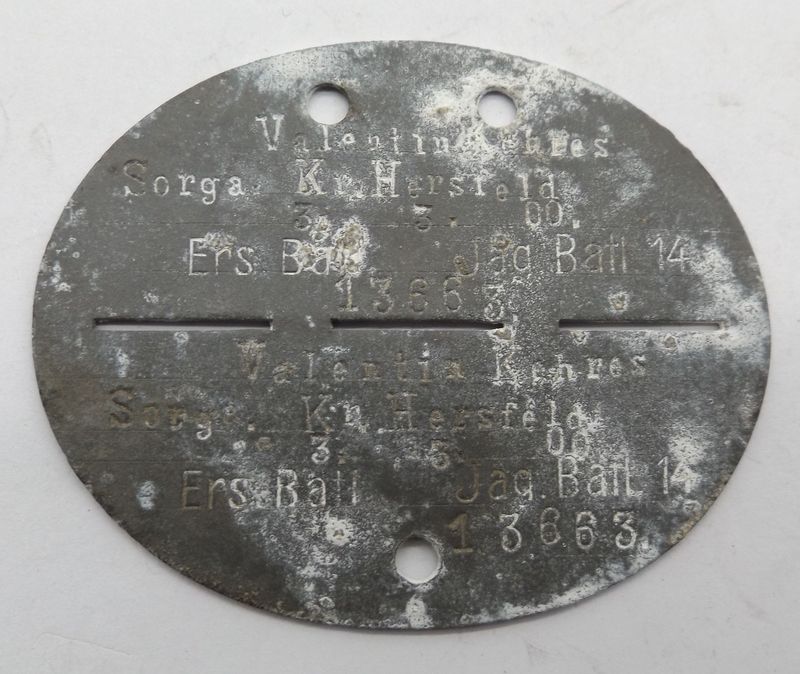 Valentin Kehres
Sorga. Kr. Hersfeld
3. 3. 00.
Ers. Batl. Jäg. Batl. 14
13663
Valentin Kehres
Sorga. Kr. Hersfeld
3. 3. 00.
Ers. Batl. Jäg. Batl. 14
13663